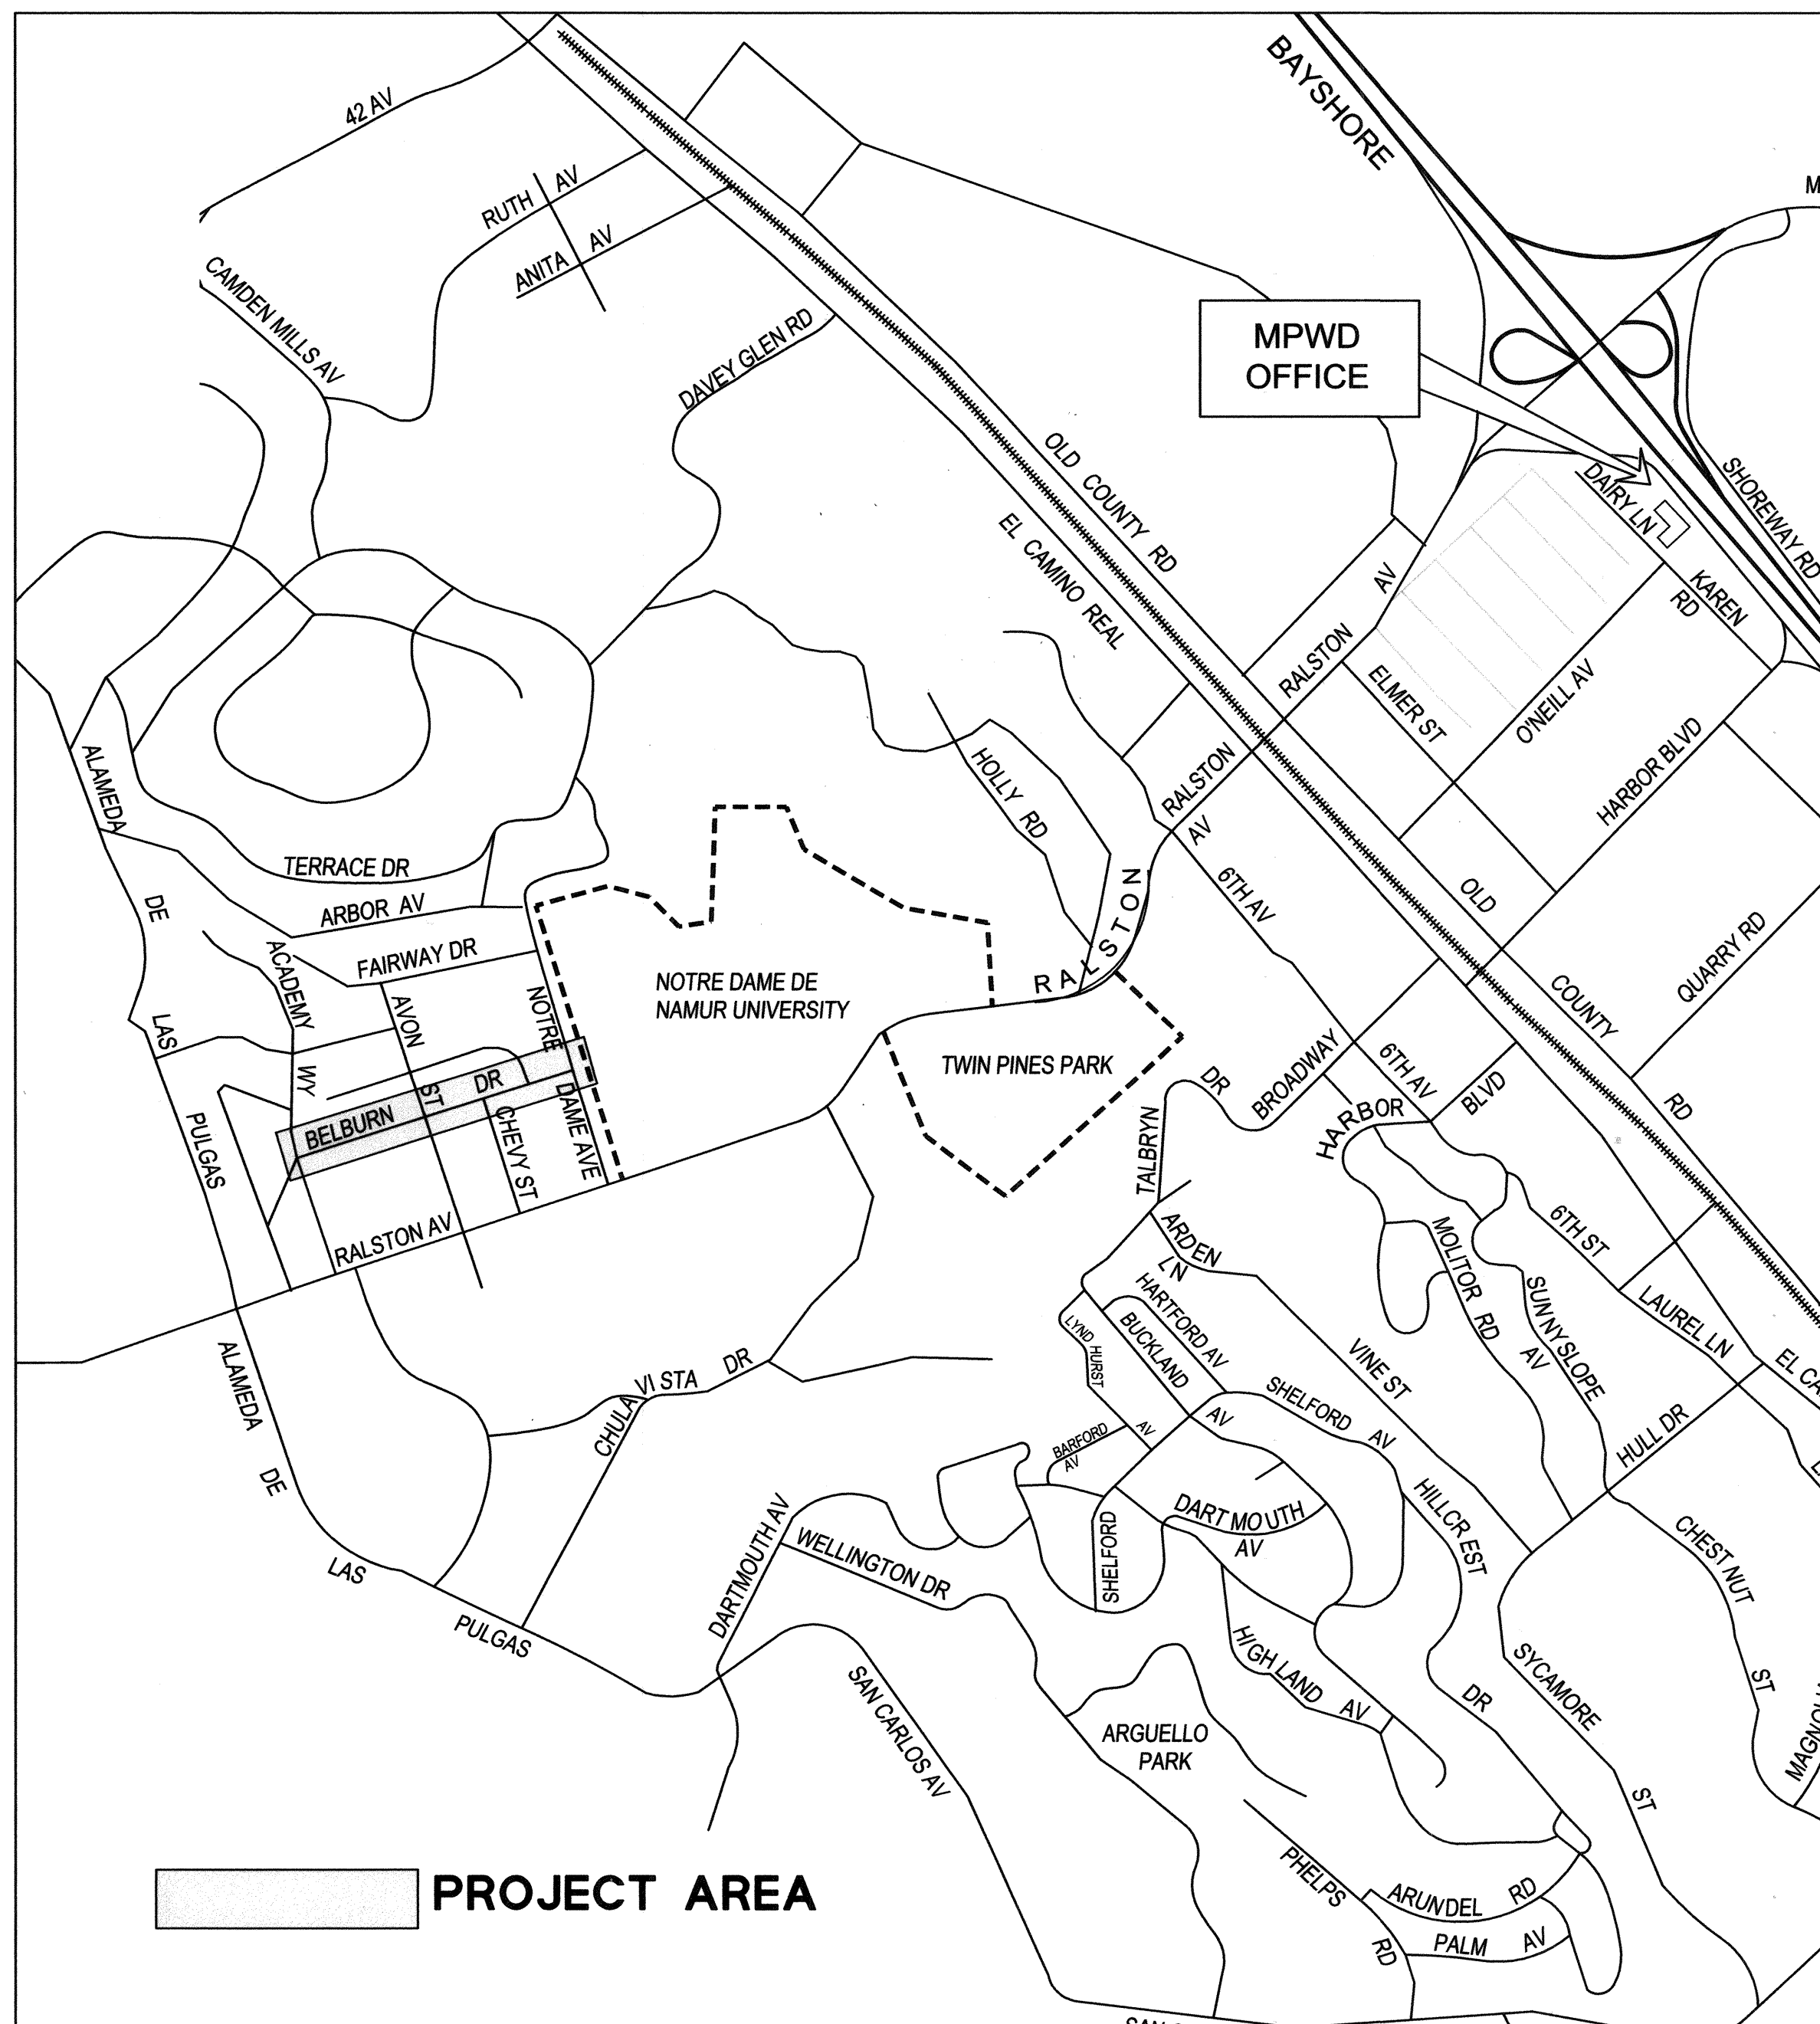 BAYSHORE
42 AV
RUTH AV
ANITA AV
CAMDEN MILLS AV
DAVEY GLEN RD
MPWD
OFFICE
OLD COUNTY RD
EL CAMINO REAL
DAIRY LN
SHOREWAY RD
KAREN
RD
RALSTON AV
ELMER ST
O'NEILL AV
HARBOR BLVD
RALSTON
AV
HOLLY RD
ALAMEDA
DE
LAS
PULGAS
TERRACE DR
ARBOR AV
FAIRWAY DR
ACADEMY
WY
AVON
ST
NOTRE
DAME AVE
NOTRE DAME DE
NAMUR UNIVERSITY
RALSTON
6TH AV
OLD
COUNTY
RD
QUARRY RD
TWIN PINES PARK
BELBURN DR
CHEVY ST
RALSTON AV
TALBRYN
DR
BROADWAY
6TH AV
HARBOR
BLVD
ARDEN
LN
HARTFORD AV
BUCKLAND
AV
LYND
HURST
AV
MOLITOR RD
6TH ST
SUNNYSLOPE
AV
LAUREL LN
EL CA
VINE ST
SHELFORD AV
HULL DR
BARFORD
AV
ALAMEDA
DE
LAS
PULGAS
CHULA VISTA DR
DARTMOUTH AV
WELLINGTON DR
SHELFORD
DARTMOUTH
AV
HILLCREST
DR
CHESTNUT
ST
HIGHLAND AV
SYCAMORE
ST
SAN CARLOS AV
ARGUELLO
PARK
PHELPS
RD
ARUNDEL RD
PALM AV
PROJECT AREA